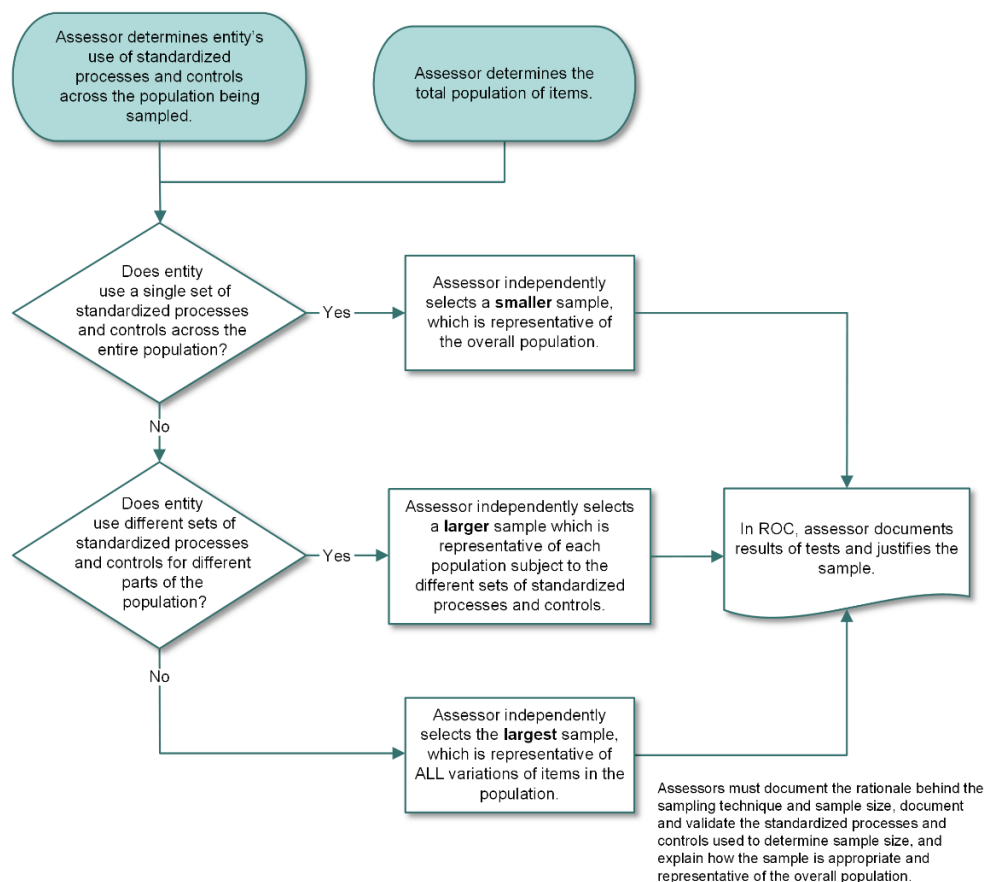 Assessor determines entity's
use of standardized
processes and controls
across the population being
sampled.
Assessor determines the
total population of items.
Does entity
use a single set of
standardized processes
and controls across the
entire population?
Yes
Assessor independently
selects a smaller sample,
which is representative of
the overall population.
No
Does entity
use different sets of
standardized processes
and controls for different
parts of the
population?
Yes
Assessor independently selects
a larger sample which is
representative of each
population subject to the
different sets of standardized
processes and controls.
In ROC, assessor documents
results of tests and justifies the
sample.
No
Assessor independently
selects the largest sample,
which is representative of
ALL variations of items in the
population.
Assessors must document the rationale behind the
sampling technique and sample size, document
and validate the standardized processes and
controls used to determine sample size, and
explain how the sample is appropriate and
representative of the overall population.